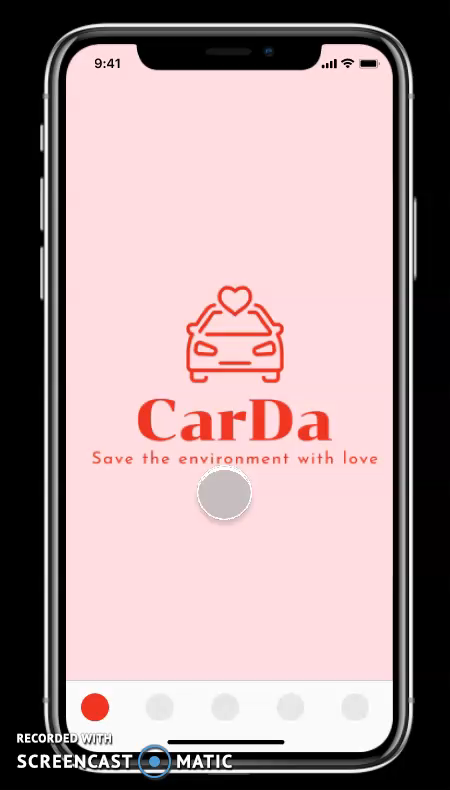 9:41
CarDa
Save the environment with love
RECORDED WITH
SCREENCAST MATIC